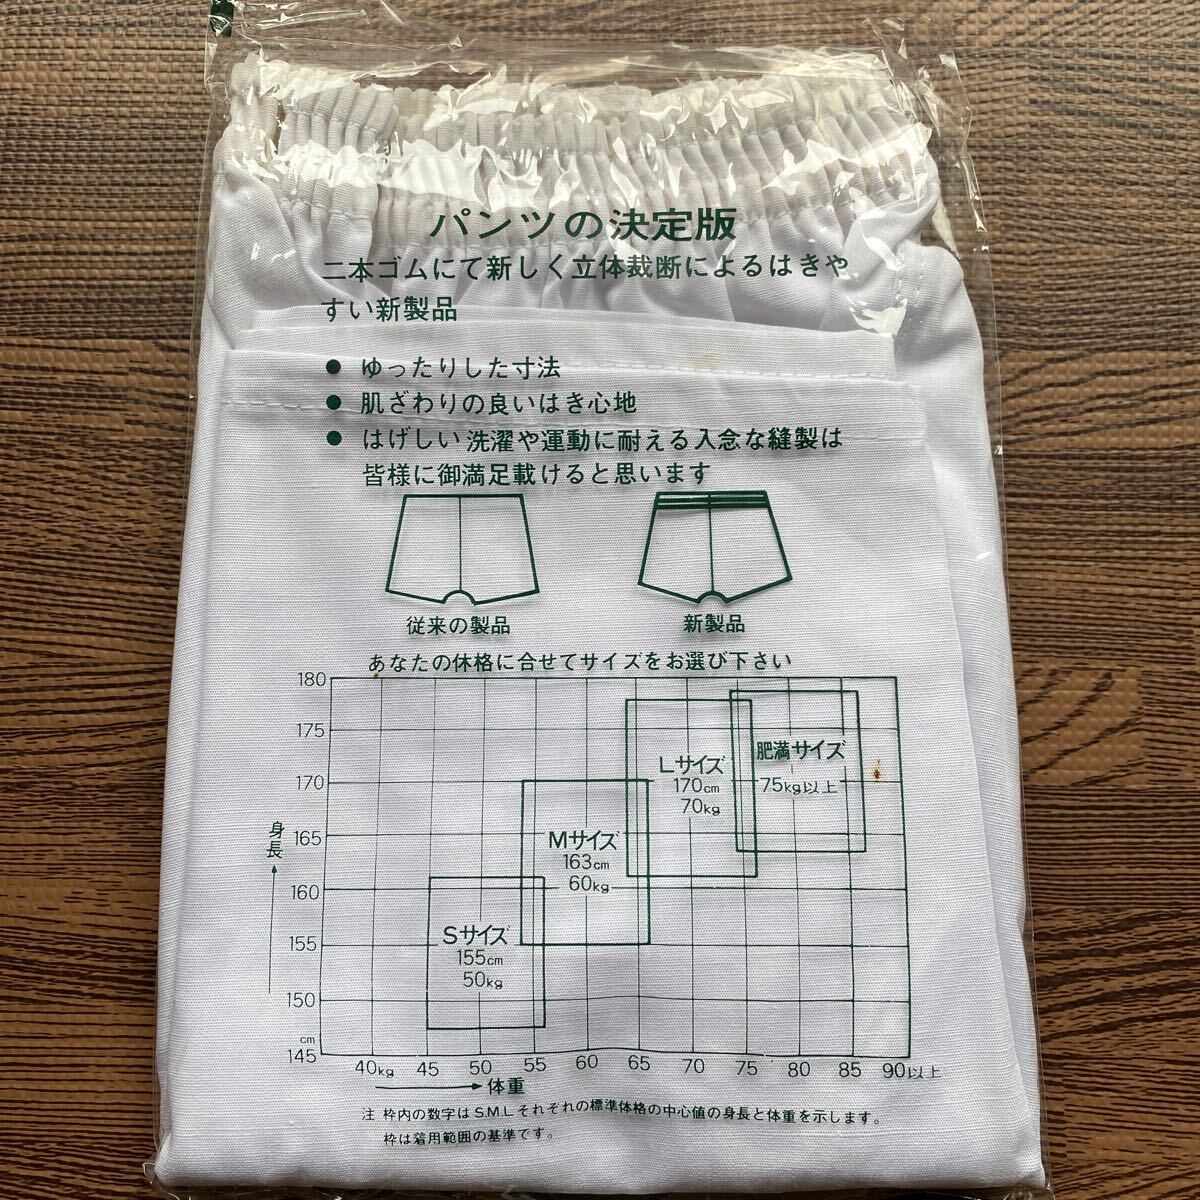 パンツの決定版
二本ゴムにて新しく立体裁断によるはきや
すい新製品
● ゆったりした寸法
● 肌ざわりの良いはき心地
● はげしい洗濯や運動に耐える入念な縫製は
皆様に御満足載けると思います
従来の製品 新製品
あなたの休格に合せてサイズをお選び下さい
180
175
170
165
160
155
150
cm
145
身長
肥満サイズ
75kg以上
Lサイズ
170cm
70kg
Mサイズ
163cm
60kg
Sサイズ
155cm
50kg
40kg 45 50 55 60 65 70 75 80 85 90以上
体重
注 枠内の数字はS.M.Lそれぞれの標準体格の中心値の身長と体重を示します。
枠は着用範囲の基準です。